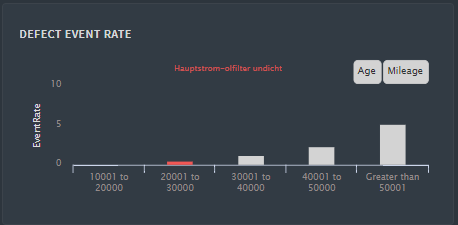 DEFECT EVENT RATE
Hauptstrom-olfilter undicht
Age
Mileage
EventRate
10
5
0
10001 to
20000
20001 to
30000
30001 to
40000
40001 to
50000
Greater than
50001